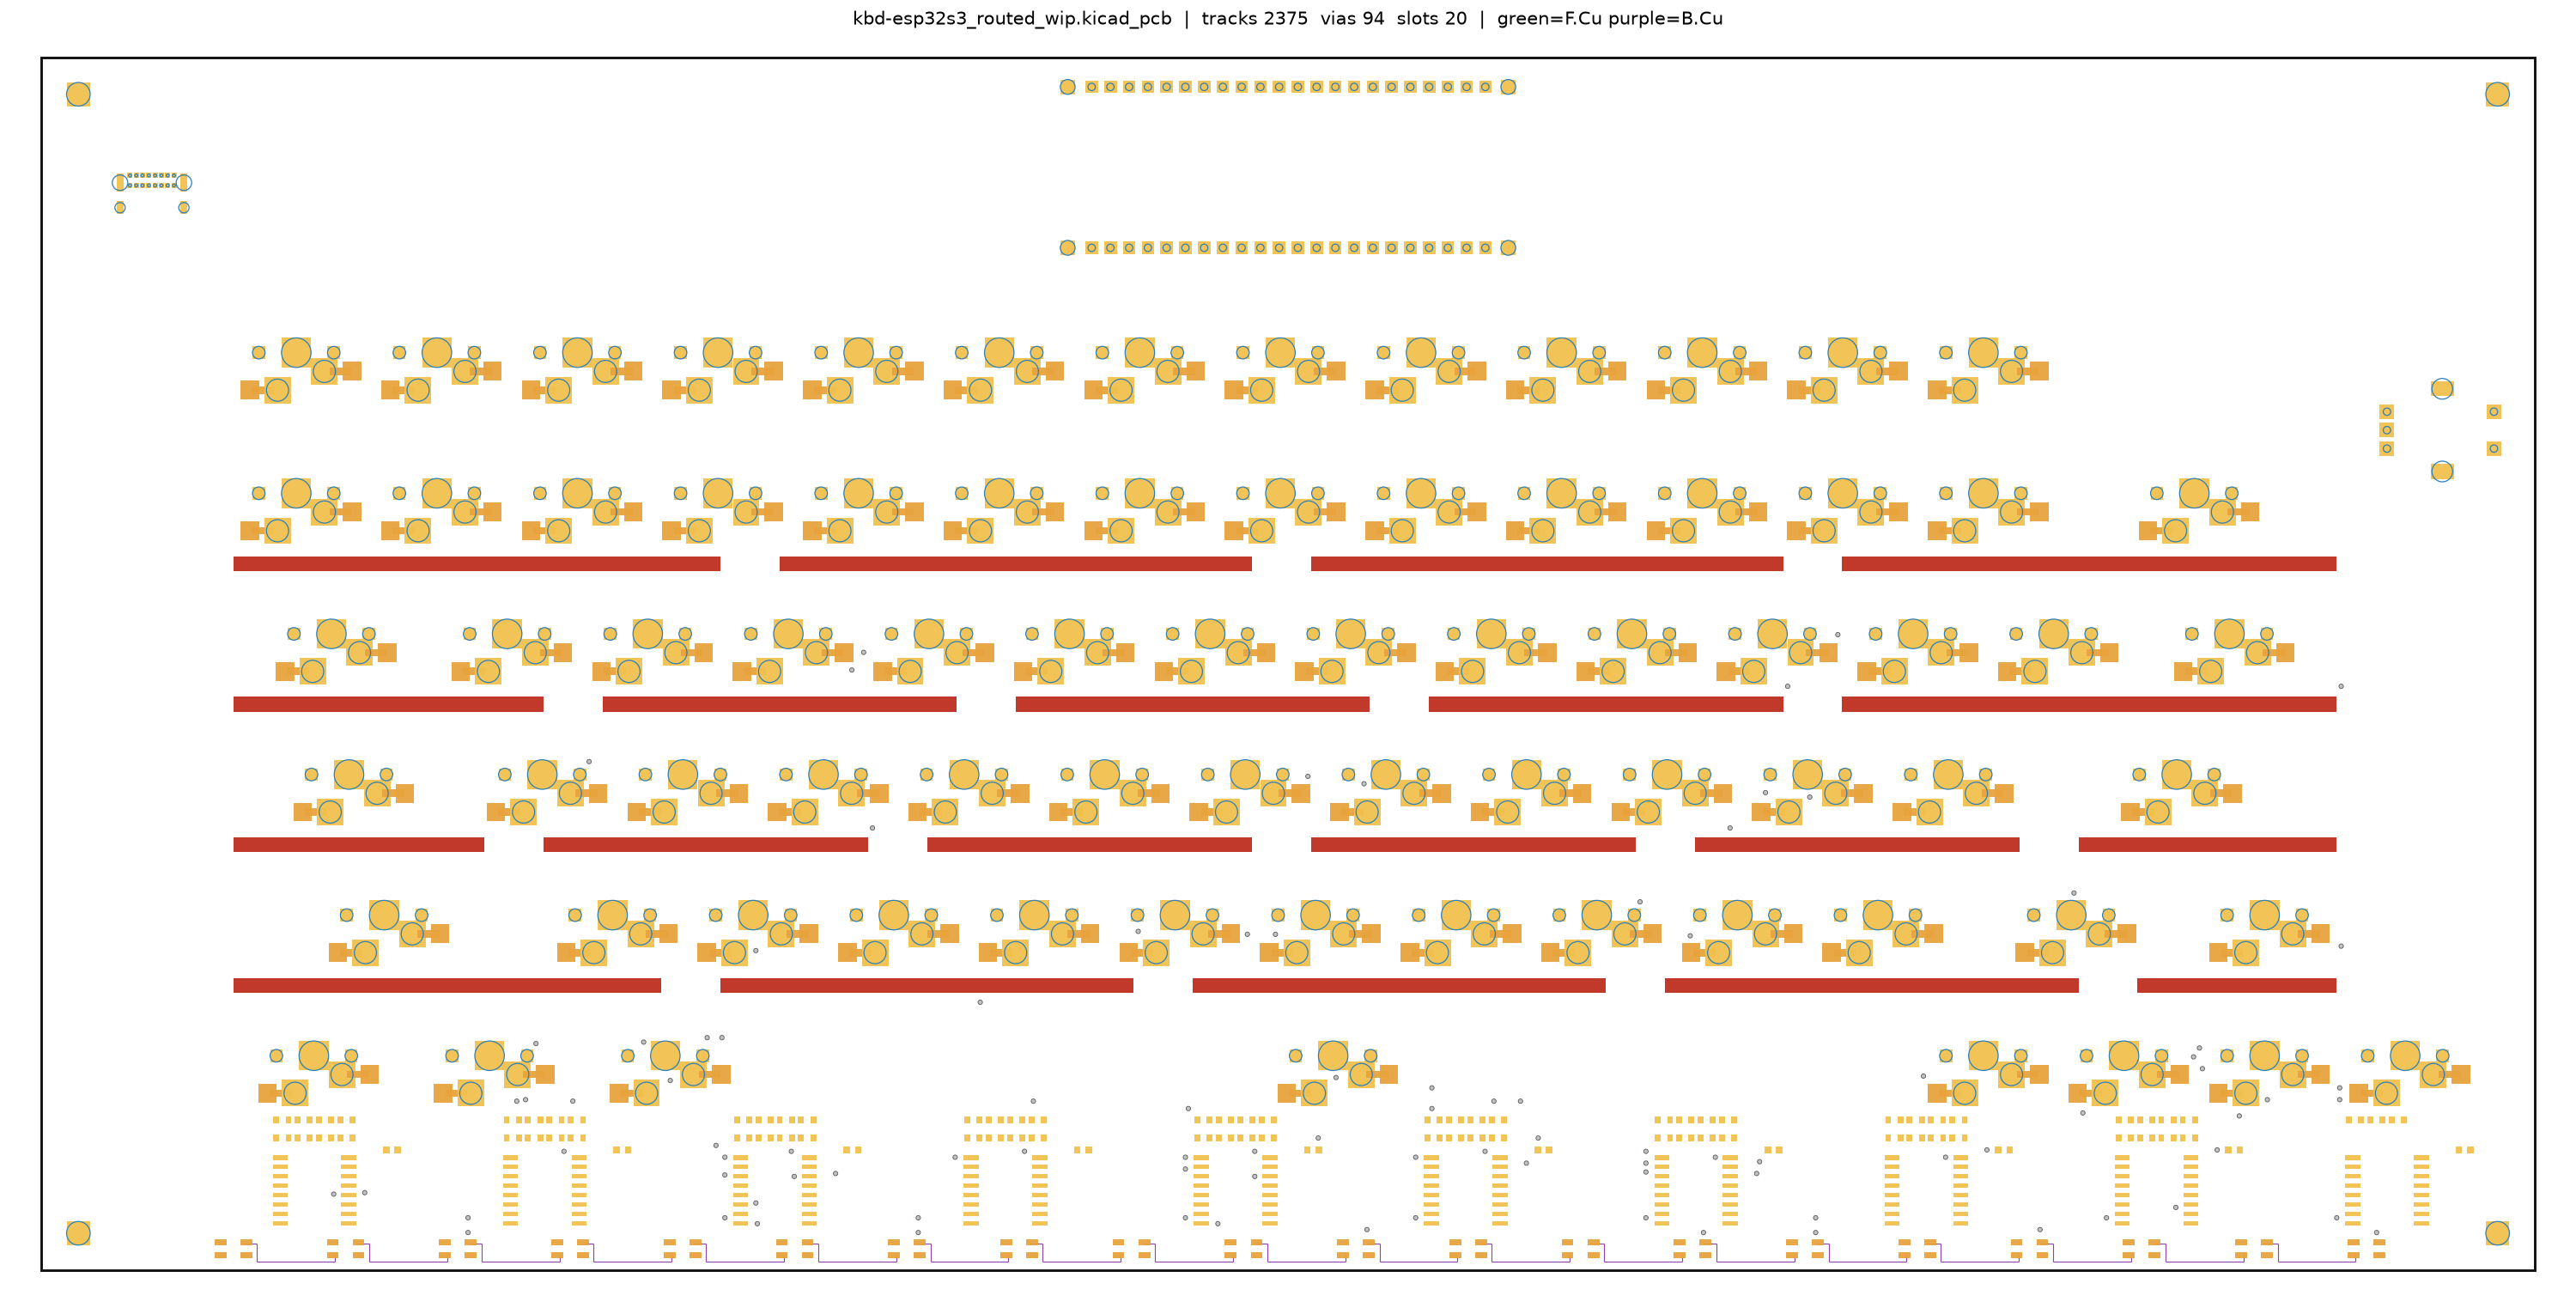 kbd-esp32s3_routed_wip.kicad_pcb | tracks 2375 vias 94 slots 20 | green=F.Cu purple=B.Cu